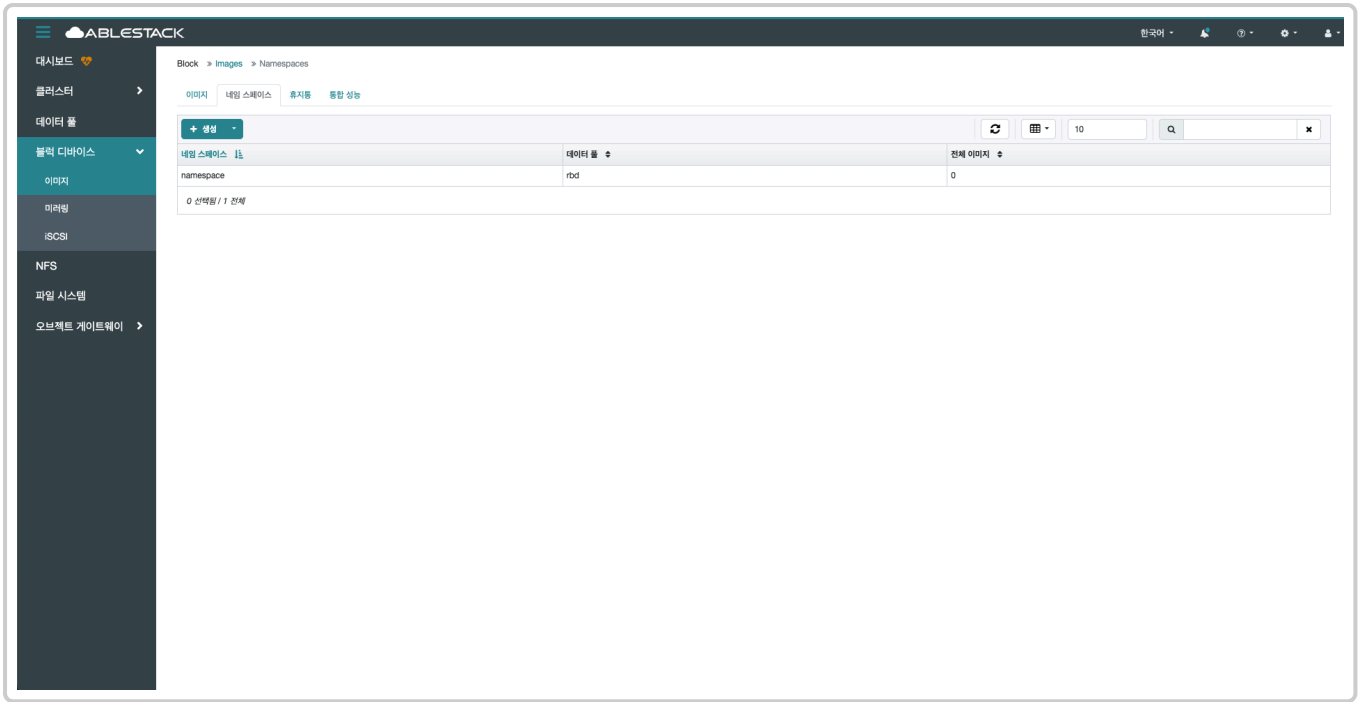 ABLESTACK
한국어
대시보드
클러스터
데이터 풀
블럭 디바이스
이미지
미러링
iSCSI
NFS
파일 시스템
오브젝트 게이트웨이
Block » Images » Namespaces
이미지 네임 스페이스 휴지통 통합 성능
+ 생성 10
네임 스페이스 데이터 풀 전체 이미지
namespace rbd 0
0 선택됨 / 1 전체